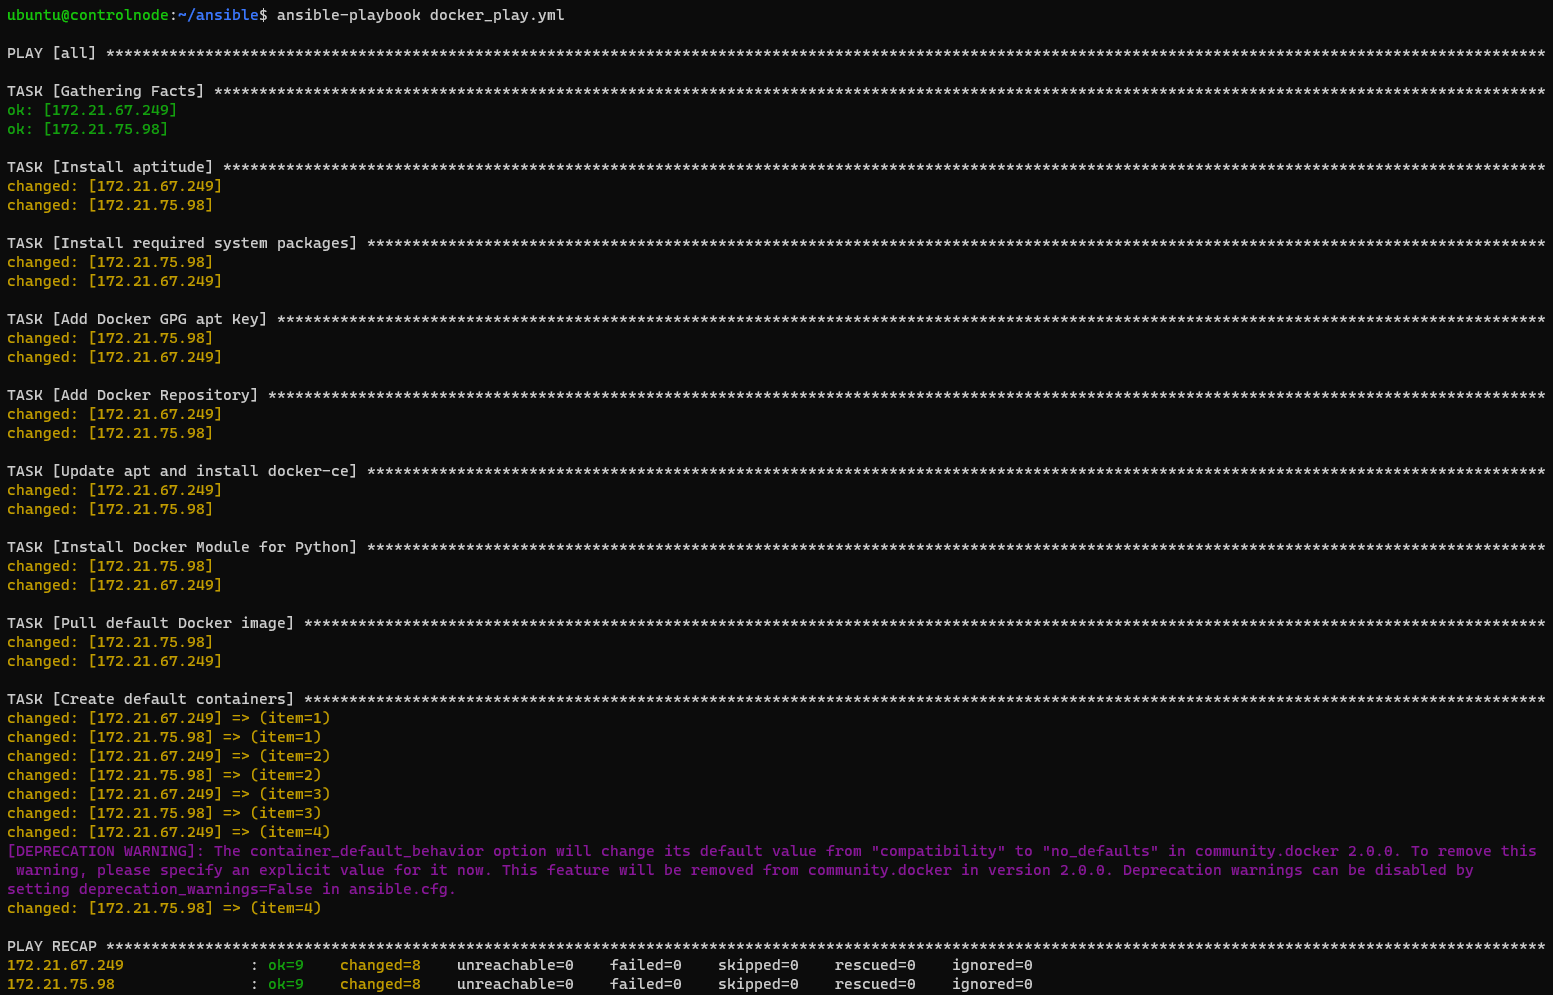 ubuntu@controlnode:~/ansible$ ansible-playbook docker_play.yml
PLAY [all] ****************************************************************************************************************************************************************
TASK [Gathering Facts] ****************************************************************************************************************************************************
ok: [172.21.67.249]
ok: [172.21.75.98]
TASK [Install aptitude] ***************************************************************************************************************************************************
changed: [172.21.67.249]
changed: [172.21.75.98]
TASK [Install required system packages] ***********************************************************************************************************************************
changed: [172.21.75.98]
changed: [172.21.67.249]
TASK [Add Docker GPG apt Key] *********************************************************************************************************************************************
changed: [172.21.75.98]
changed: [172.21.67.249]
TASK [Add Docker Repository] **********************************************************************************************************************************************
changed: [172.21.67.249]
changed: [172.21.75.98]
TASK [Update apt and install docker-ce] ***********************************************************************************************************************************
changed: [172.21.67.249]
changed: [172.21.75.98]
TASK [Install Docker Module for Python] ***********************************************************************************************************************************
changed: [172.21.75.98]
changed: [172.21.67.249]
TASK [Pull default Docker image] ******************************************************************************************************************************************
changed: [172.21.75.98]
changed: [172.21.67.249]
TASK [Create default containers] ******************************************************************************************************************************************
changed: [172.21.67.249] => (item=1)
changed: [172.21.75.98] => (item=1)
changed: [172.21.67.249] => (item=2)
changed: [172.21.75.98] => (item=2)
changed: [172.21.67.249] => (item=3)
changed: [172.21.75.98] => (item=3)
changed: [172.21.67.249] => (item=4)
[DEPRECATION WARNING]: The container_default_behavior option will change its default value from "compatibility" to "no_defaults" in community.docker 2.0.0. To remove this
 warning, please specify an explicit value for it now. This feature will be removed from community.docker in version 2.0.0. Deprecation warnings can be disabled by
setting deprecation_warnings=False in ansible.cfg.
changed: [172.21.75.98] => (item=4)
PLAY RECAP ****************************************************************************************************************************************************************
172.21.67.249              : ok=9    changed=8    unreachable=0    failed=0    skipped=0    rescued=0    ignored=0
172.21.75.98               : ok=9    changed=8    unreachable=0    failed=0    skipped=0    rescued=0    ignored=0